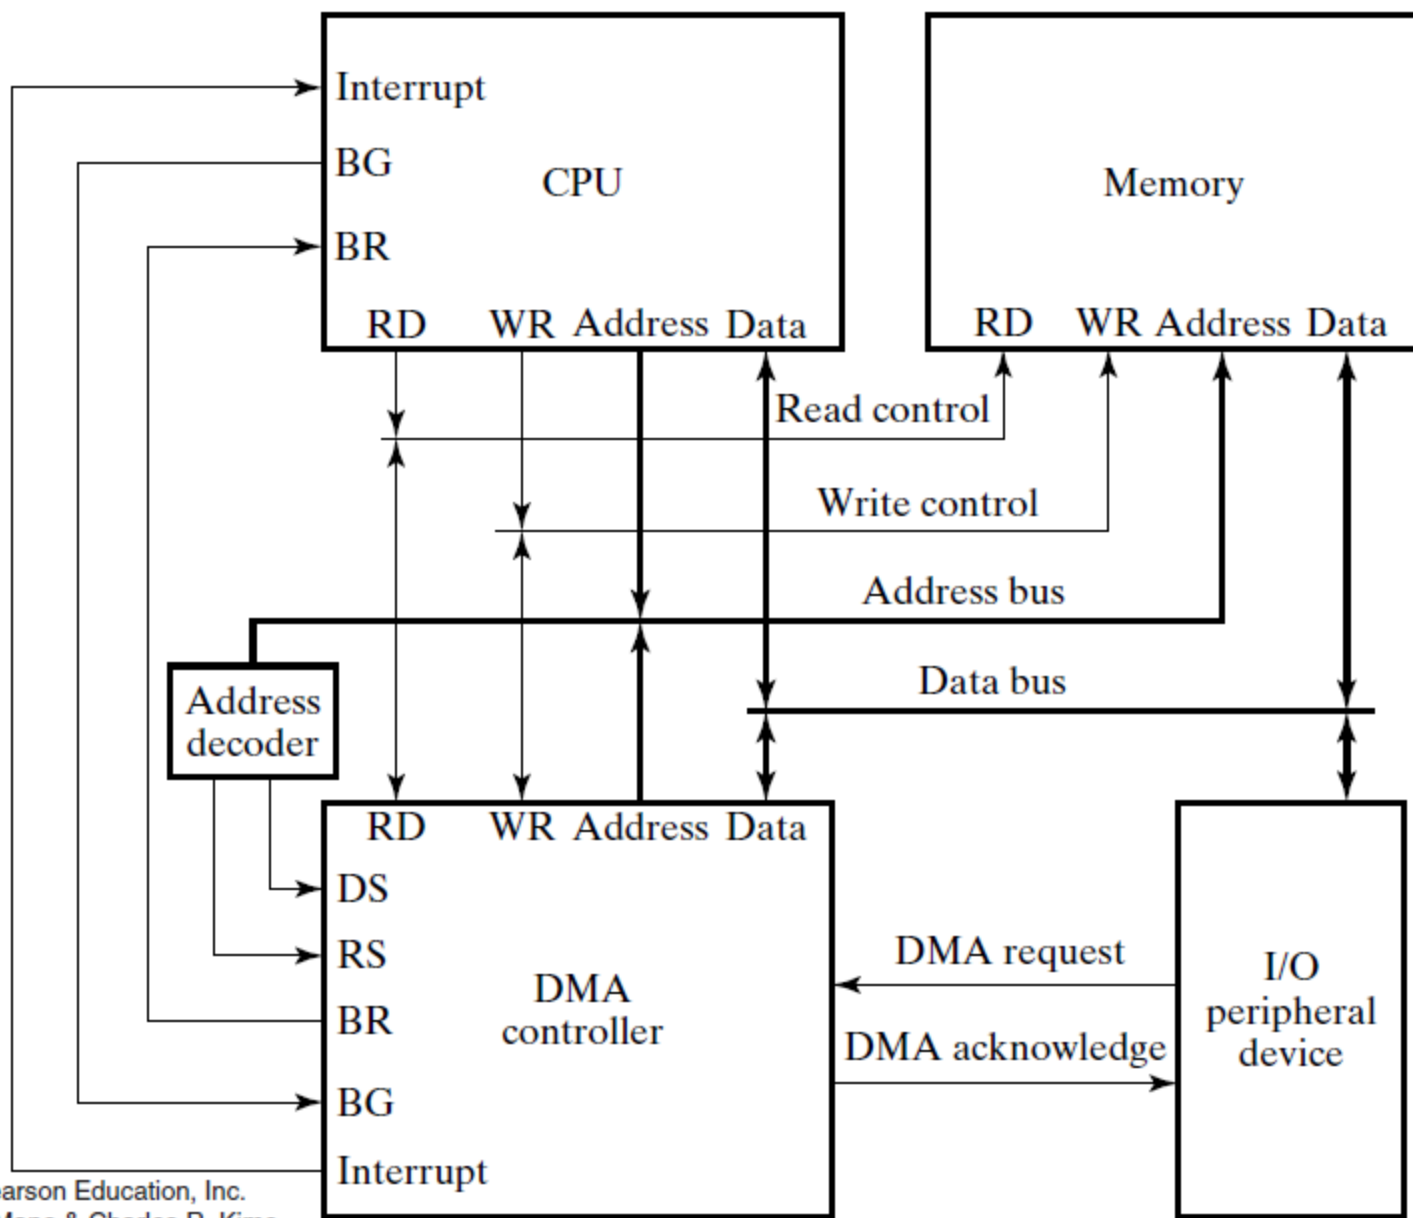 Interrupt
BG
CPU
Memory
BR
RD WR Address Data
RD WR Address Data
Read control
Write control
Address bus
Data bus
Address
decoder
RD WR Address Data
DS
RS
DMA request
DMA
controller
I/O
peripheral
device
BR
DMA acknowledge
BG
Interrupt
Education, Inc.
& Charles R.